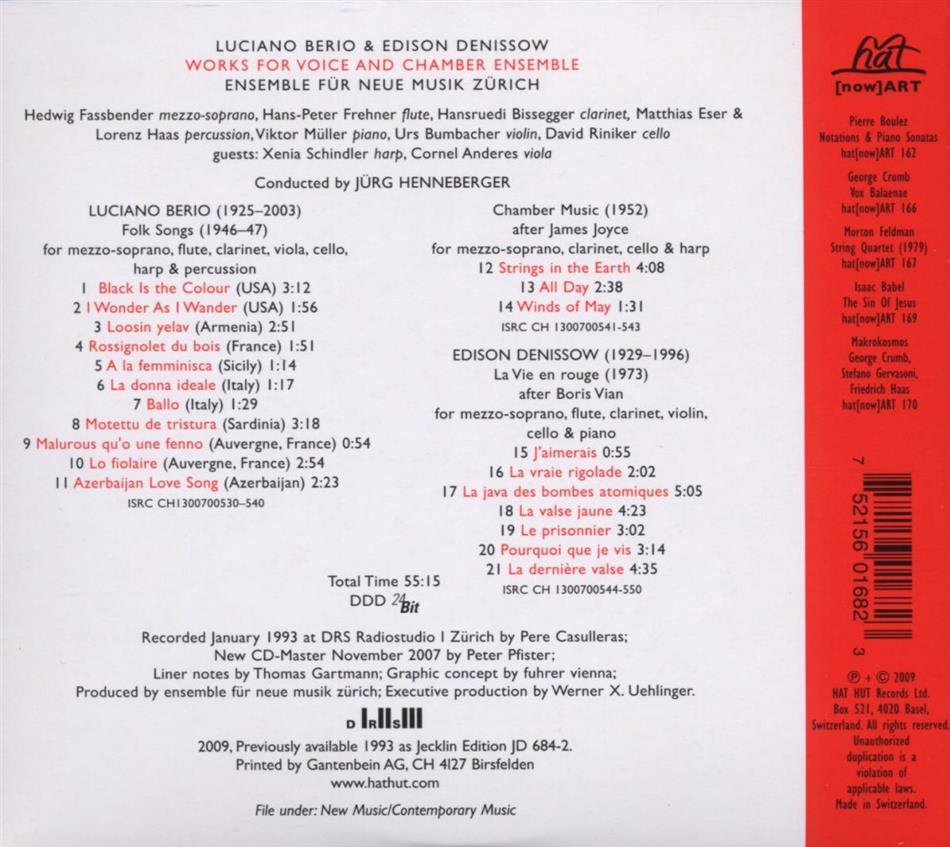 LUCIANO BERIO & EDISON DENISSOW
WORKS FOR VOICE AND CHAMBER ENSEMBLE
ENSEMBLE FÜR NEUE MUSIK ZÜRICH
Hedwig Fassbender mezzo-soprano, Hans-Peter Frehner flute, Hansruedi Bissegger clarinet, Matthias Eser &
Lorenz Haas percussion, Viktor Müller piano, Urs Bumbacher violin, David Riniker cello
guests: Xenia Schindler harp, Cornel Anderes viola
Conducted by JÜRG HENNEBERGER
LUCIANO BERIO (1925–2003)
Folk Songs (1946–47)
for mezzo-soprano, flute, clarinet, viola, cello,
harp & percussion
1 Black Is the Colour (USA) 3:12
2 I Wonder As I Wander (USA) 1:56
3 Loosin yelav (Armenia) 2:51
4 Rossignolet du bois (France) 1:51
5 A la femminisca (Sicily) 1:14
6 La donna ideale (Italy) 1:17
7 Ballo (Italy) 1:29
8 Motettu de tristura (Sardinia) 3:18
9 Malurous qu'o une fenno (Auvergne, France) 0:54
10 Lo fiolaire (Auvergne, France) 2:54
11 Azerbaijan Love Song (Azerbaijan) 2:23
ISRC CH1300700530–540
Chamber Music (1952)
after James Joyce
for mezzo-soprano, clarinet, cello & harp
12 Strings in the Earth 4:08
13 All Day 2:38
14 Winds of May 1:31
ISRC CH 1300700541-543
EDISON DENISSOW (1929–1996)
La Vie en rouge (1973)
after Boris Vian
for mezzo-soprano, flute, clarinet, violin,
cello & piano
15 J'aimerais 0:55
16 La vraie rigolade 2:02
17 La java des bombes atomiques 5:05
18 La valse jaune 4:23
19 Le prisonnier 3:02
20 Pourquoi que je vis 3:14
21 La dernière valse 4:35
ISRC CH 1300700544-550
Total Time 55:15
DDD 24Bit
Recorded January 1993 at DRS Radiostudio I Zürich by Pere Casulleras;
New CD-Master November 2007 by Peter Pfister;
Liner notes by Thomas Gartmann; Graphic concept by fuhrer vienna;
Produced by ensemble für neue musik zürich; Executive production by Werner X. Uehlinger.
D R S
2009, Previously available 1993 as Jecklin Edition JD 684-2.
Printed by Gantenbein AG, CH 4127 Birsfelden
www.hathut.com
File under: New Music/Contemporary Music
hat
[now]ART
Pierre Boulez
Notations & Piano Sonatas
hat[now]ART 162
George Crumb
Vox Balaenae
hat[now]ART 166
Morton Feldman
String Quartet (1979)
hat[now]ART 167
Isaac Babel
The Sin Of Jesus
hat[now]ART 169
Makrokosmos
George Crumb,
Stefano Gervasoni,
Friedrich Haas
hat[now]ART 170
7 52156 01682 3
℗ + © 2009
HAT HUT Records Ltd.
Box 521, 4020 Basel,
Switzerland. All rights reserved.
Unauthorized
duplication is a
violation of
applicable laws.
Made in Switzerland.